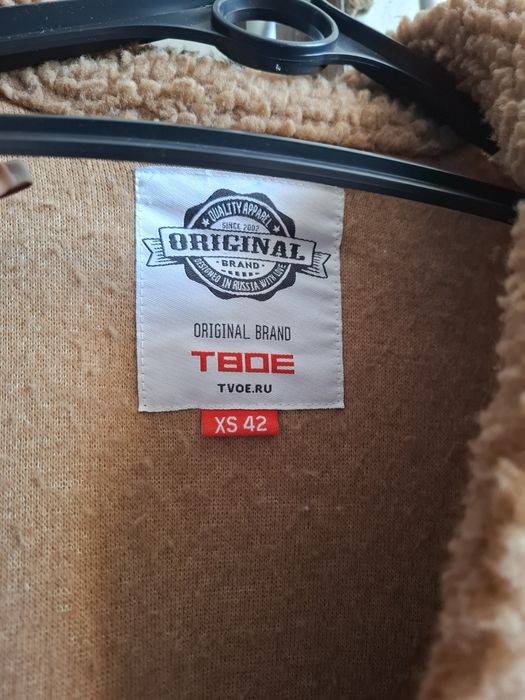 QUALITY APPAREL
SINCE 2002
ORIGINAL
BRAND
DESIGNED IN RUSSIA WITH LOVE
ORIGINAL BRAND
ТВОЕ
TVOE.RU
XS 42